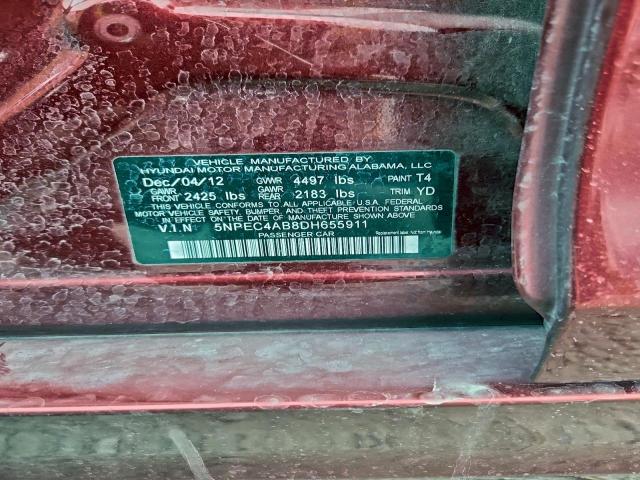 VEHICLE MANUFACTURED BY
HYUNDAI MOTOR MANUFACTURING ALABAMA, LLC
Dec/04/12 GVWR 4497 lbs PAINT T4
GAWR FRONT 2425 lbs GAWR REAR 2183 lbs TRIM YD
THIS VEHICLE CONFORMS TO ALL APPLICABLE FEDERAL
MOTOR VEHICLE SAFETY, BUMPER, AND THEFT PREVENTION STANDARDS
IN EFFECT ON THE DATE OF MANUFACTURE SHOWN ABOVE.
V.I.N 5NPEC4AB8DH655911
PASSENGER CAR